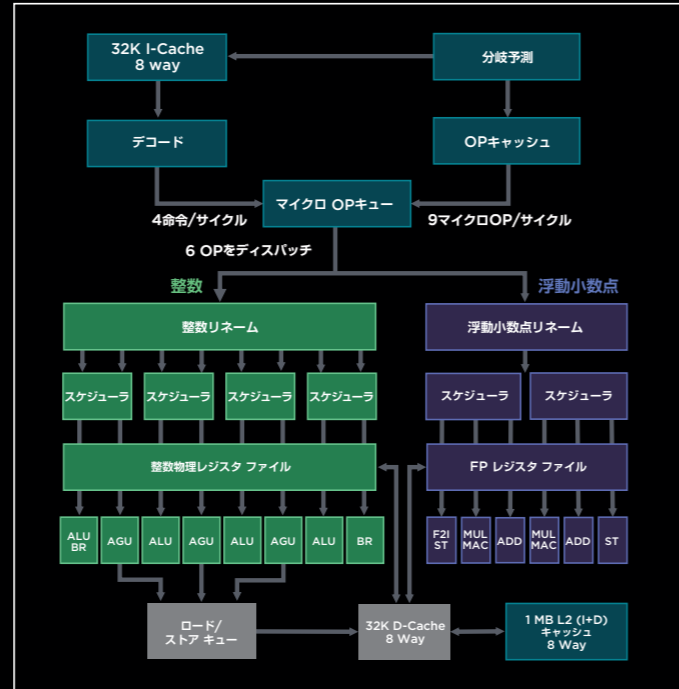 32K I-Cache
8 way
分岐予測
デコード
OPキャッシュ
マイクロ OPキュー
4命令/サイクル
9マイクロOP/サイクル
6 OPをディスパッチ
整数
浮動小数点
整数リネーム
浮動小数点リネーム
スケジューラ
スケジューラ
スケジューラ
スケジューラ
スケジューラ
スケジューラ
整数物理レジスタ ファイル
FP レジスタ ファイル
ALU
BR
AGU
ALU
AGU
ALU
AGU
ALU
BR
F2I
ST
MUL
MAC
ADD
MUL
MAC
ADD
ST
ロード/
ストア キュー
32K D-Cache
8 Way
1 MB L2 (I+D)
キャッシュ
8 Way